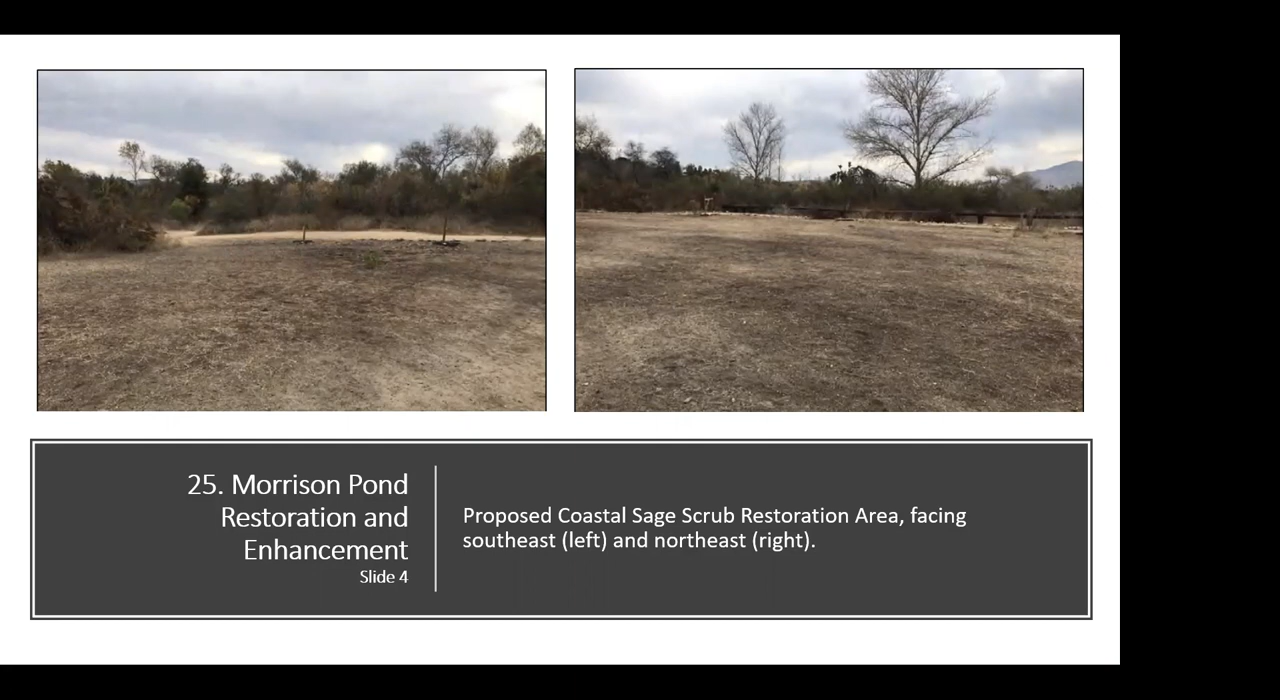 25. Morrison Pond
Restoration and
Enhancement
Slide 4
Proposed Coastal Sage Scrub Restoration Area, facing
southeast (left) and northeast (right).